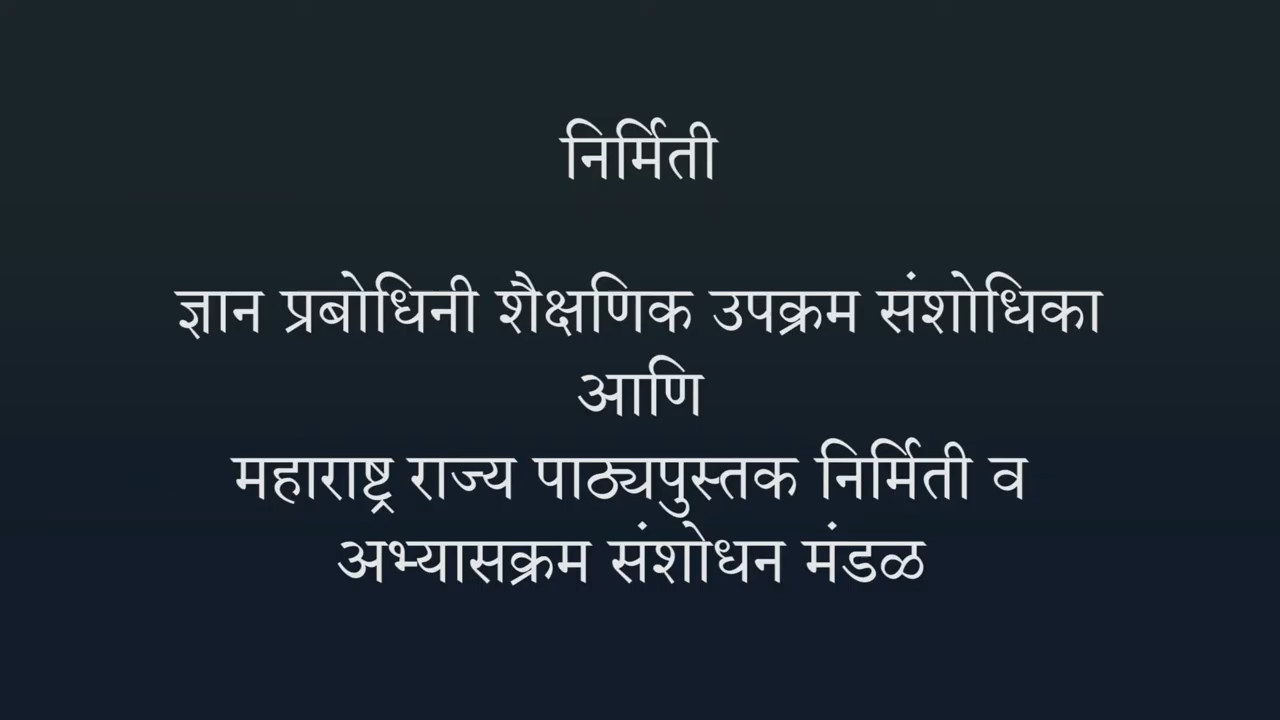 निर्मिती
ज्ञान प्रबोधिनी शैक्षणिक उपक्रम संशोधिका
आणि
महाराष्ट्र राज्य पाठ्यपुस्तक निर्मिती व
अभ्यासक्रम संशोधन मंडळ